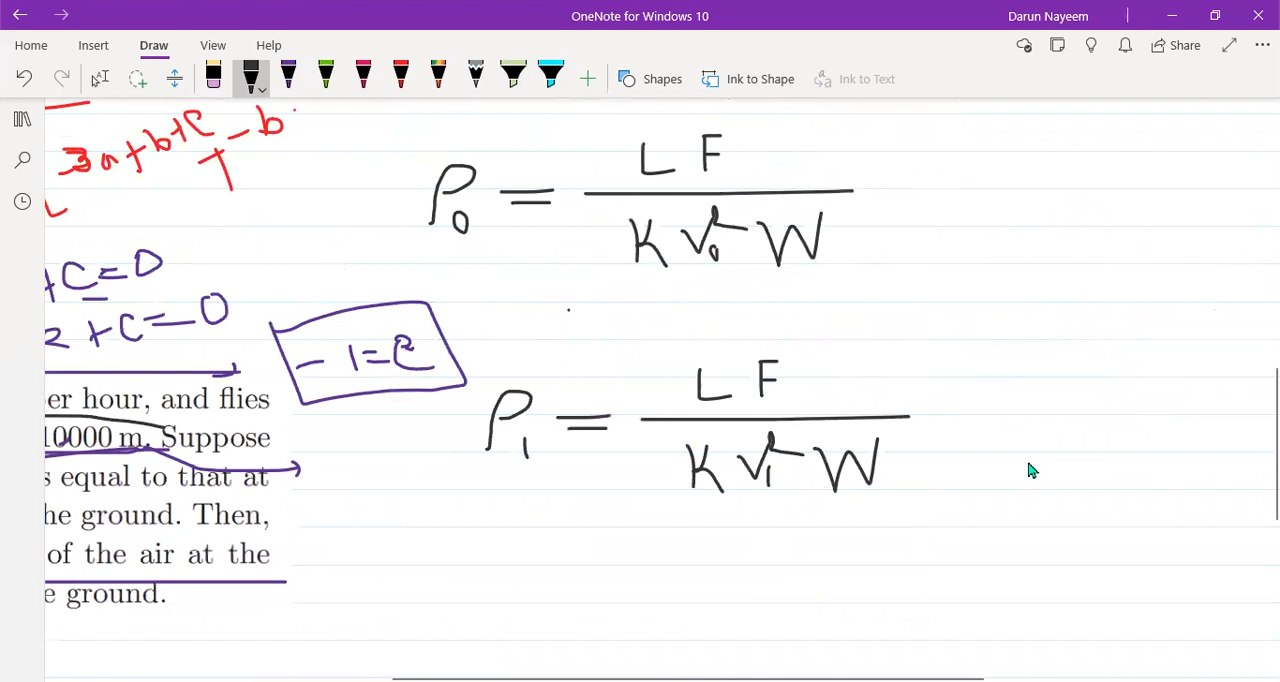 OneNote for Windows 10
Darun Nayeem
Home Insert Draw View Help
Share
Shapes Ink to Shape Ink to Text
3a+b+c-b
+C=0
2+C=0
-1=C
ρ₀ = LF / K V₀² W
ρ₁ = LF / K V₁² W
er hour, and flies
10000 m. Suppose
s equal to that at
he ground. Then,
of the air at the
e ground.